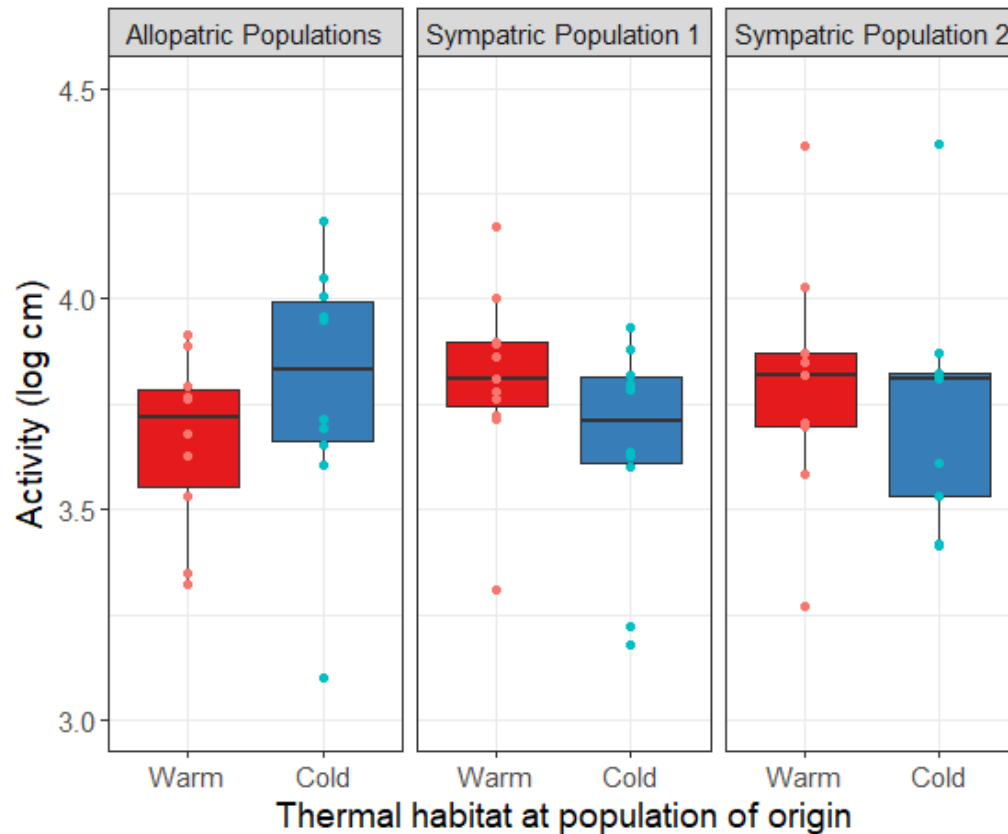 Allopatric Populations
Sympatric Population 1
Sympatric Population 2
4.5
4.0
3.5
3.0
Activity (log cm)
Warm
Cold
Warm
Cold
Warm
Cold
Thermal habitat at population of origin